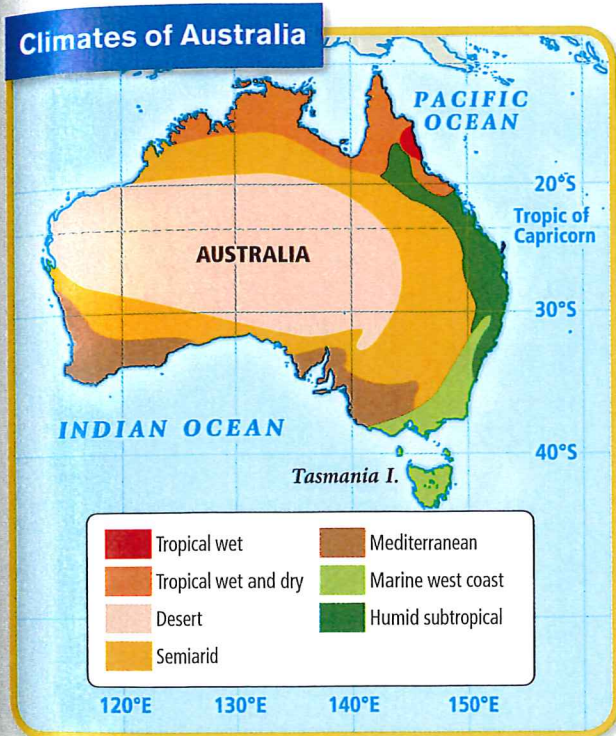 Climates of Australia
PACIFIC
OCEAN
20°S
Tropic of
Capricorn
AUSTRALIA
30°S
INDIAN OCEAN
40°S
Tasmania I.
Tropical wet
Mediterranean
Tropical wet and dry
Marine west coast
Desert
Humid subtropical
Semiarid
120°E
130°E
140°E
150°E